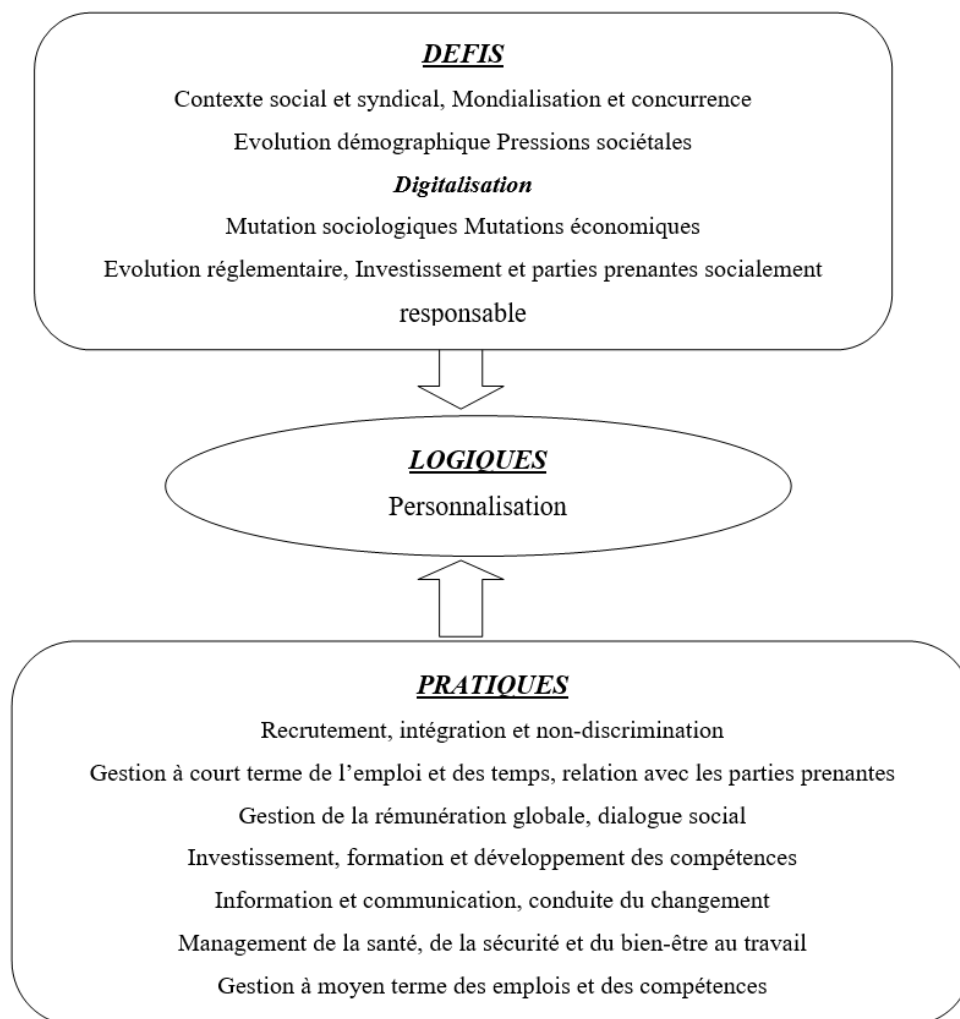 DEFIS
Contexte social et syndical, Mondialisation et concurrence
Evolution démographique Pressions sociétales
Digitalisation
Mutation sociologiques Mutations économiques
Evolution réglementaire, Investissement et parties prenantes socialement
responsable
LOGIQUES
Personnalisation
PRATIQUES
Recrutement, intégration et non-discrimination
Gestion à court terme de l’emploi et des temps, relation avec les parties prenantes
Gestion de la rémunération globale, dialogue social
Investissement, formation et développement des compétences
Information et communication, conduite du changement
Management de la santé, de la sécurité et du bien-être au travail
Gestion à moyen terme des emplois et des compétences